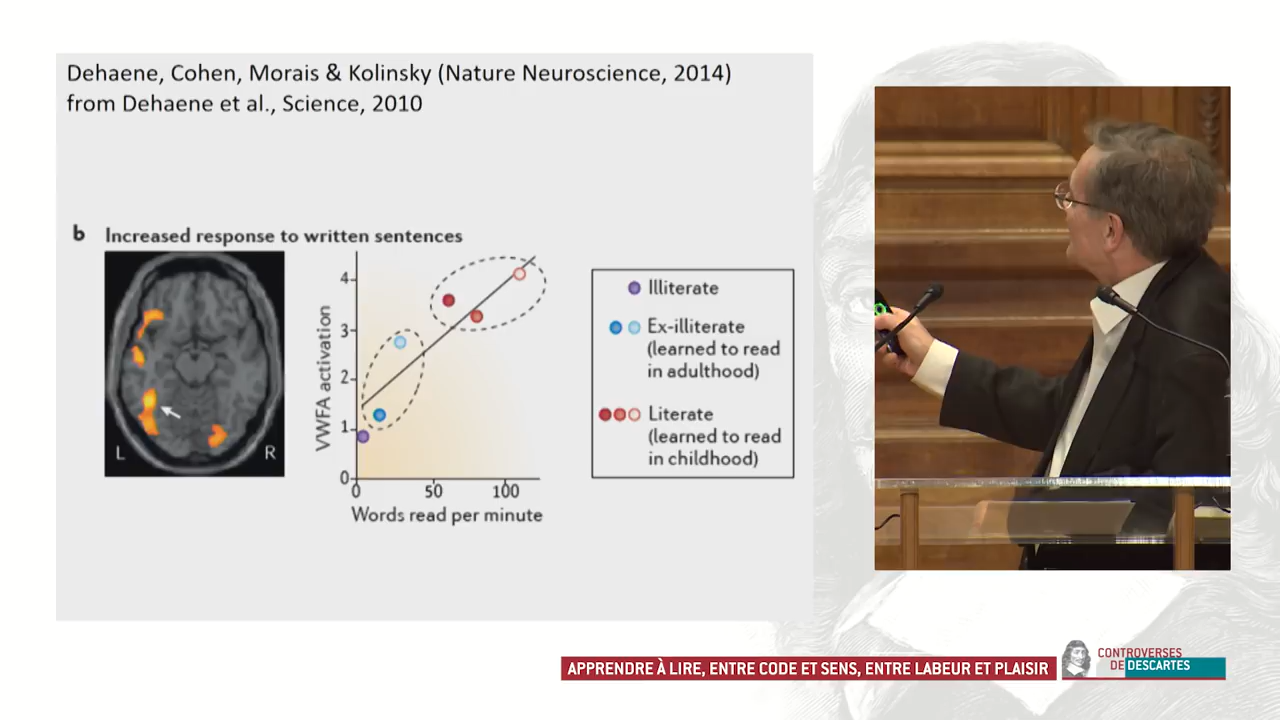 Dehaene, Cohen, Morais & Kolinsky (Nature Neuroscience, 2014)
from Dehaene et al., Science, 2010
b Increased response to written sentences
L
R
VWFA activation
4
3
2
1
0
0 50 100
Words read per minute
Illiterate
Ex-illiterate
(learned to read
in adulthood)
Literate
(learned to read
in childhood)
APPRENDRE À LIRE, ENTRE CODE ET SENS, ENTRE LABEUR ET PLAISIR
CONTROVERSES
DE DESCARTES